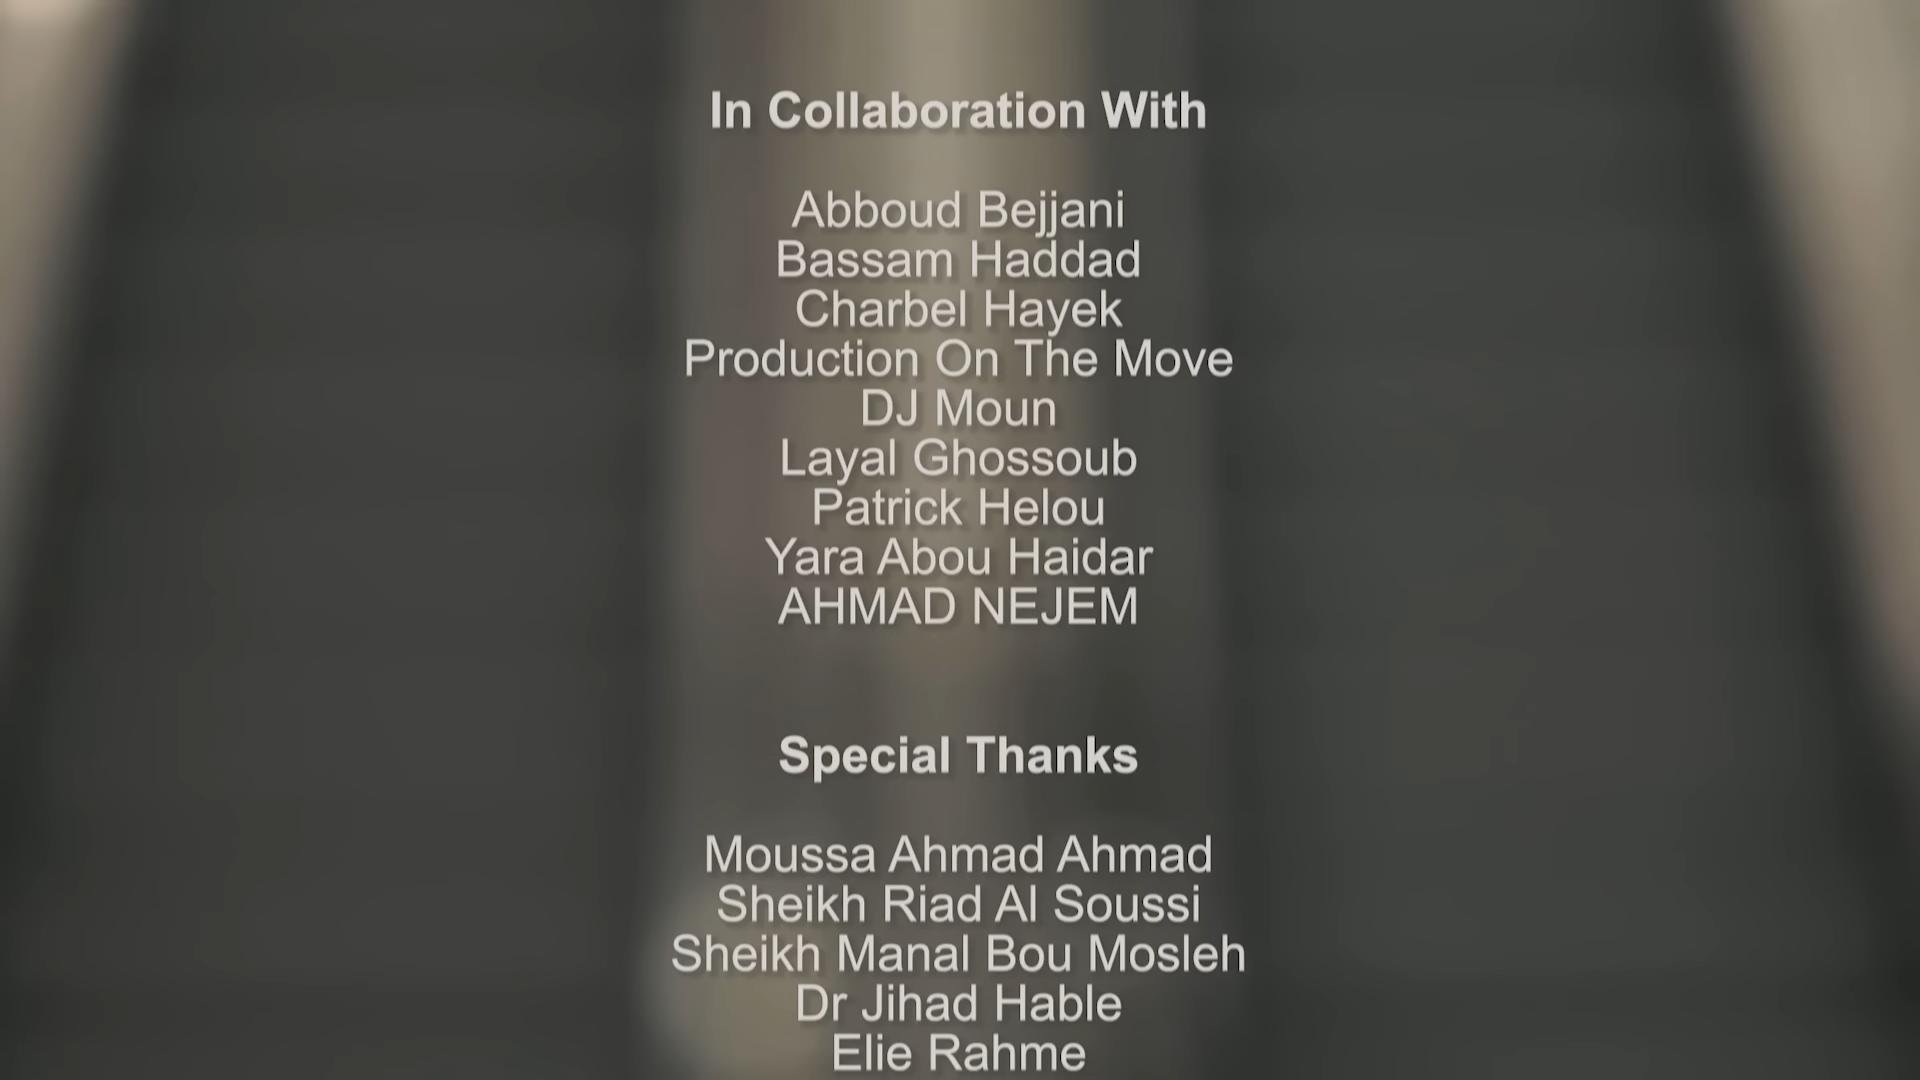 In Collaboration With
Abboud Bejjani
Bassam Haddad
Charbel Hayek
Production On The Move
DJ Moun
Layal Ghossoub
Patrick Helou
Yara Abou Haidar
AHMAD NEJEM
Special Thanks
Moussa Ahmad Ahmad
Sheikh Riad Al Soussi
Sheikh Manal Bou Mosleh
Dr Jihad Hable
Elie Rahme